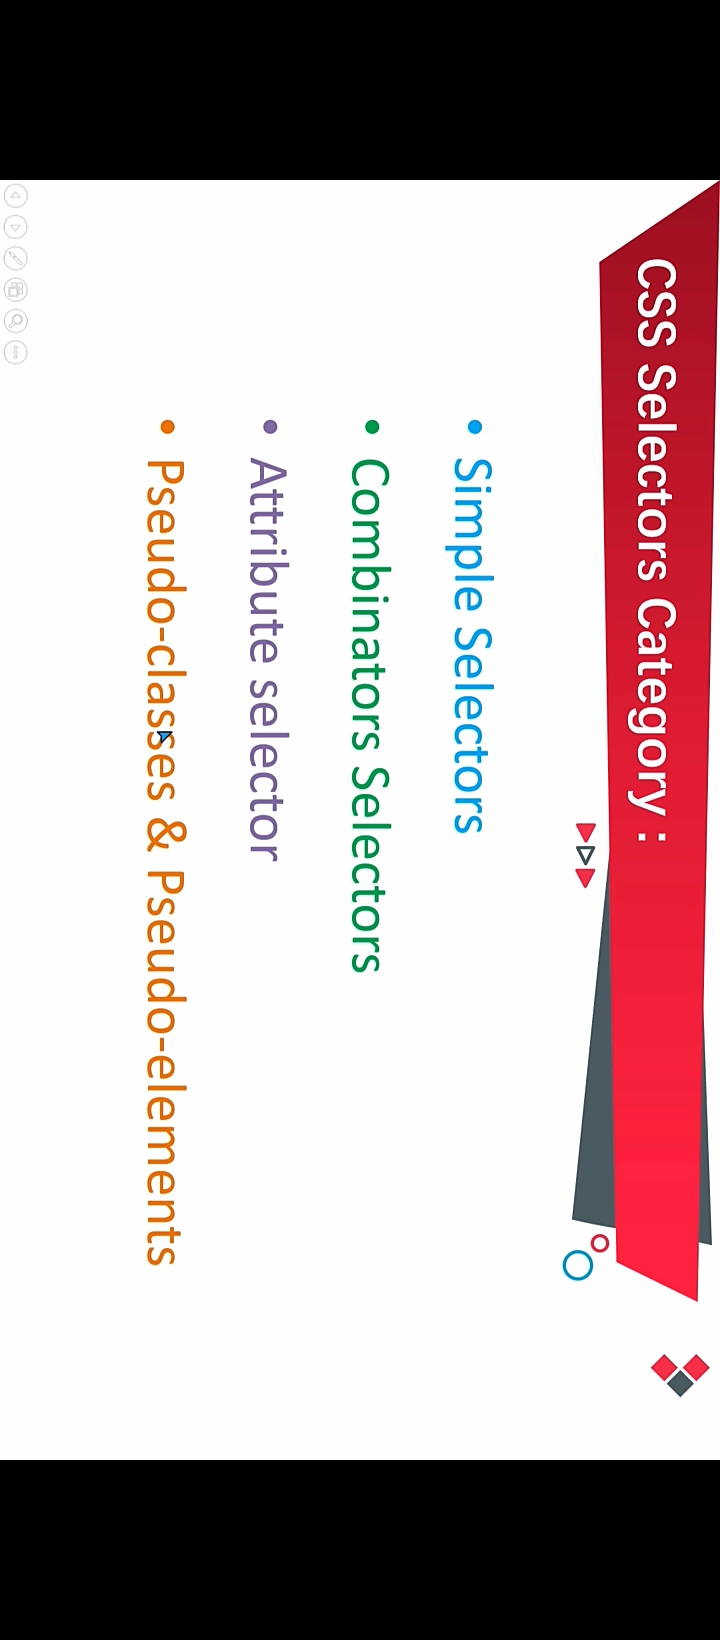 CSS Selectors Category :
• Simple Selectors
• Combinators Selectors
• Attribute selector
• Pseudo-classes & Pseudo-elements